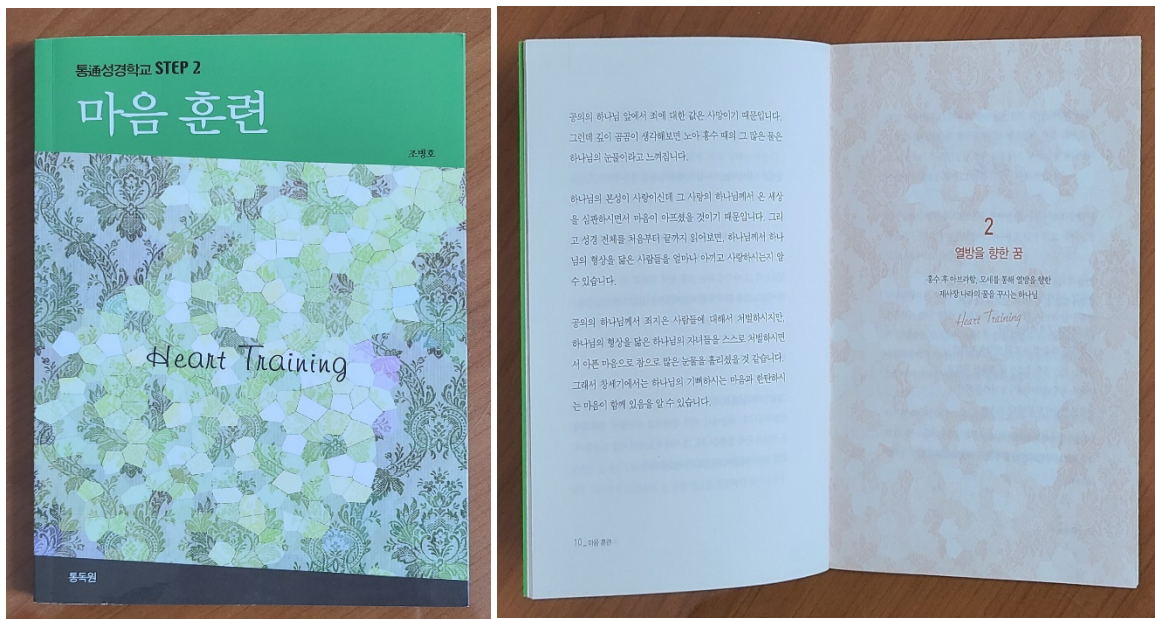 통通성경학교 STEP 2
마음 훈련
조병호
Heart Training
통독원
공의의 하나님 앞에서 죄에 대한 값은 사망이기 때문입니다.
그런데 깊이 곰곰이 생각해보면 노아 홍수 때의 그 많은 물은
하나님의 눈물이라고 느껴집니다.
하나님의 본성이 사랑이신데 그 사랑의 하나님께서 온 세상
을 심판하시면서 마음이 아프셨을 것이기 때문입니다. 그리
고 성경 전체를 처음부터 끝까지 읽어보면, 하나님께서 하나
님의 형상을 닮은 사람들을 얼마나 아끼고 사랑하시는지 알
수 있습니다.
공의의 하나님께서 죄지은 사람들에 대해서 처벌하시지만,
하나님의 형상을 닮은 하나님의 자녀들을 스스로 처벌하시면
서 아픈 마음으로 참으로 많은 눈물을 흘리셨을 것 같습니다.
그래서 창세기에서는 하나님의 기뻐하시는 마음과 한탄하시
는 마음이 함께 있음을 알 수 있습니다.
10_마음 훈련
2
열방을 향한 꿈
홍수 후 아브라함, 모세를 통해 열방을 향한
제사장 나라의 꿈을 꾸시는 하나님
Heart Training